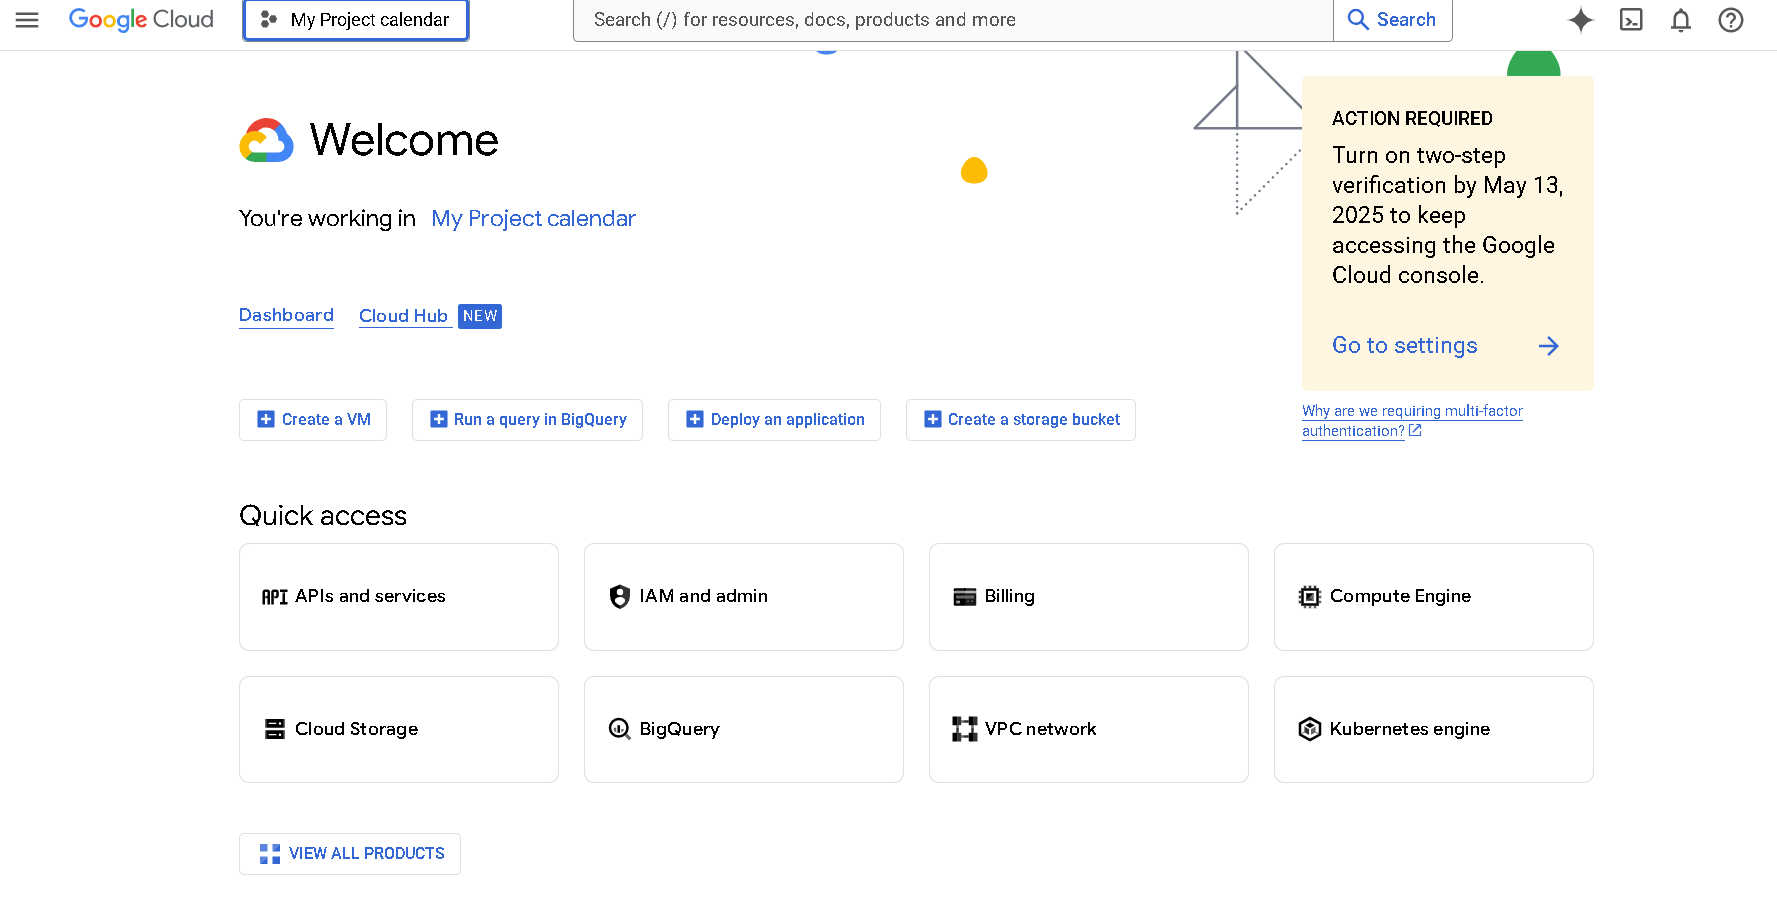 Google Cloud
My Project calendar
Search (/) for resources, docs, products and more
Search
Welcome
You're working in My Project calendar
Dashboard
Cloud Hub NEW
ACTION REQUIRED
Turn on two-step
verification by May 13,
2025 to keep
accessing the Google
Cloud console.
Go to settings
Why are we requiring multi-factor
authentication?
Create a VM
Run a query in BigQuery
Deploy an application
Create a storage bucket
Quick access
API APIs and services
IAM and admin
Billing
Compute Engine
Cloud Storage
BigQuery
VPC network
Kubernetes engine
VIEW ALL PRODUCTS